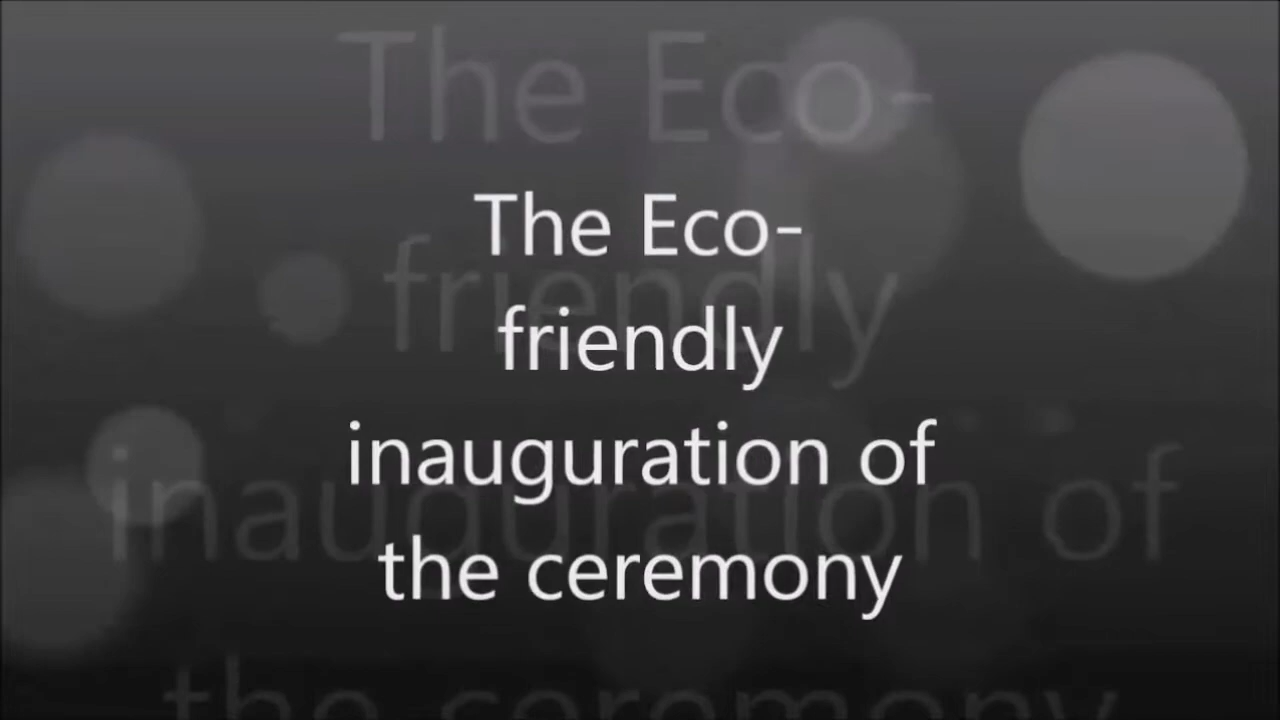 The Eco-
friendly
inauguration of
the ceremony